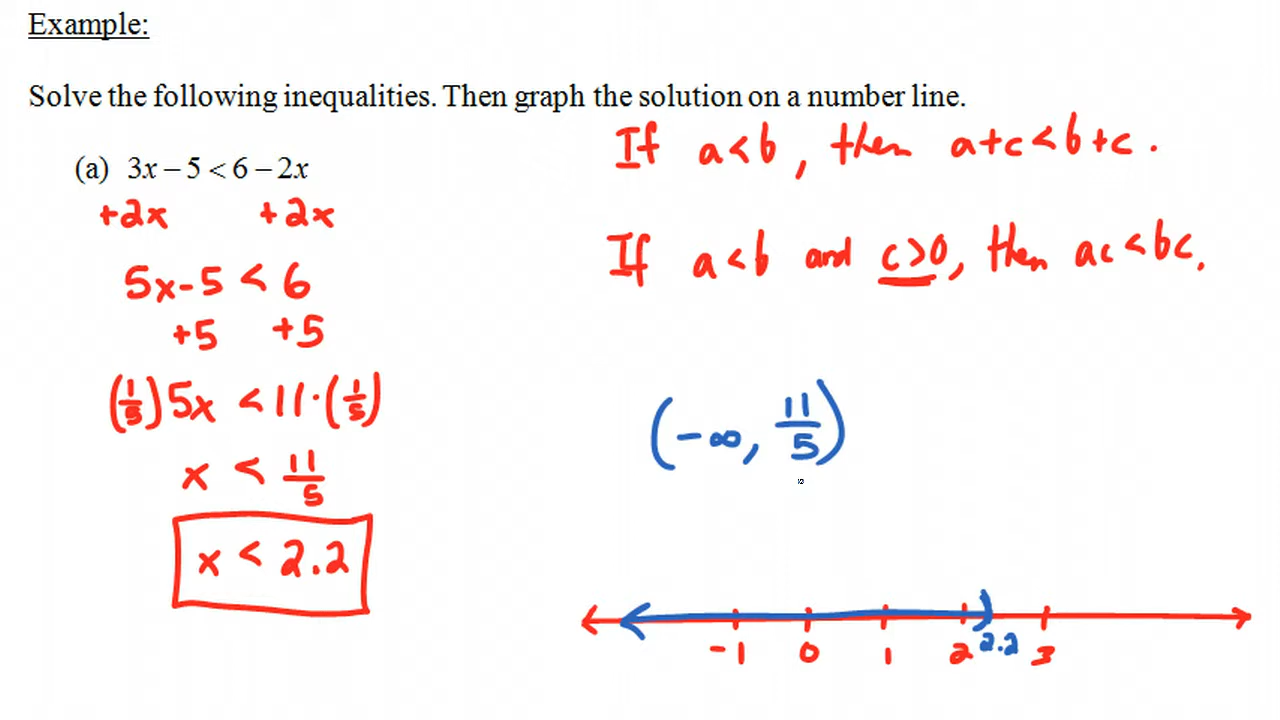 Example:
Solve the following inequalities. Then graph the solution on a number line.
If a < b, then a+c < b+c.
(a) 3x – 5 < 6 – 2x
+2x +2x
If a < b and c>0, then ac < bc.
5x-5 < 6
+5 +5
(1/5) 5x < 11·(1/5)
(-∞, 11/5)
x < 11/5
x < 2.2
-1 0 1 2 2.2 3